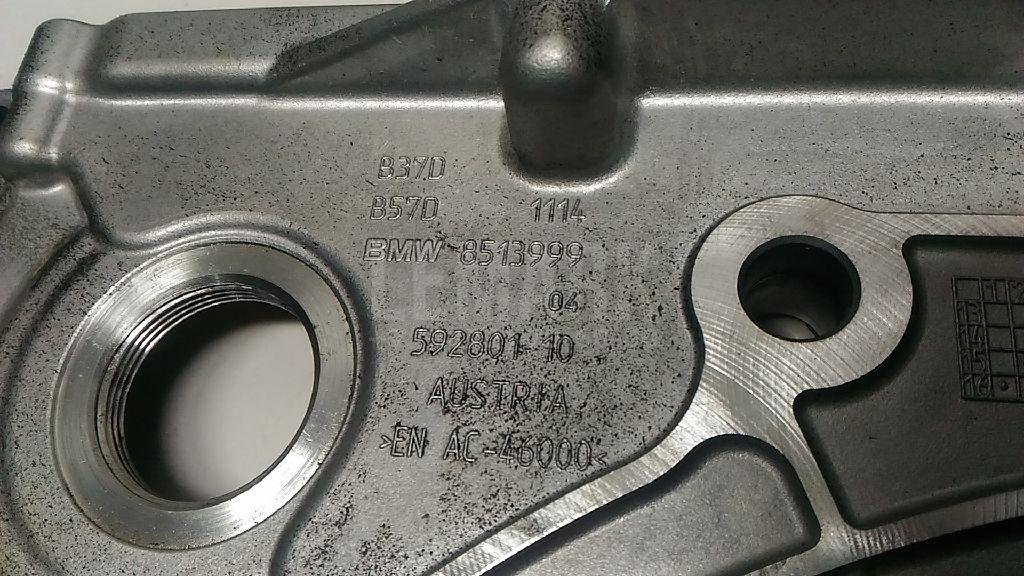 B37D
B57D 1114
BMW 8513999
04
592801-10
AUSTRIA
>EN AC-46000<